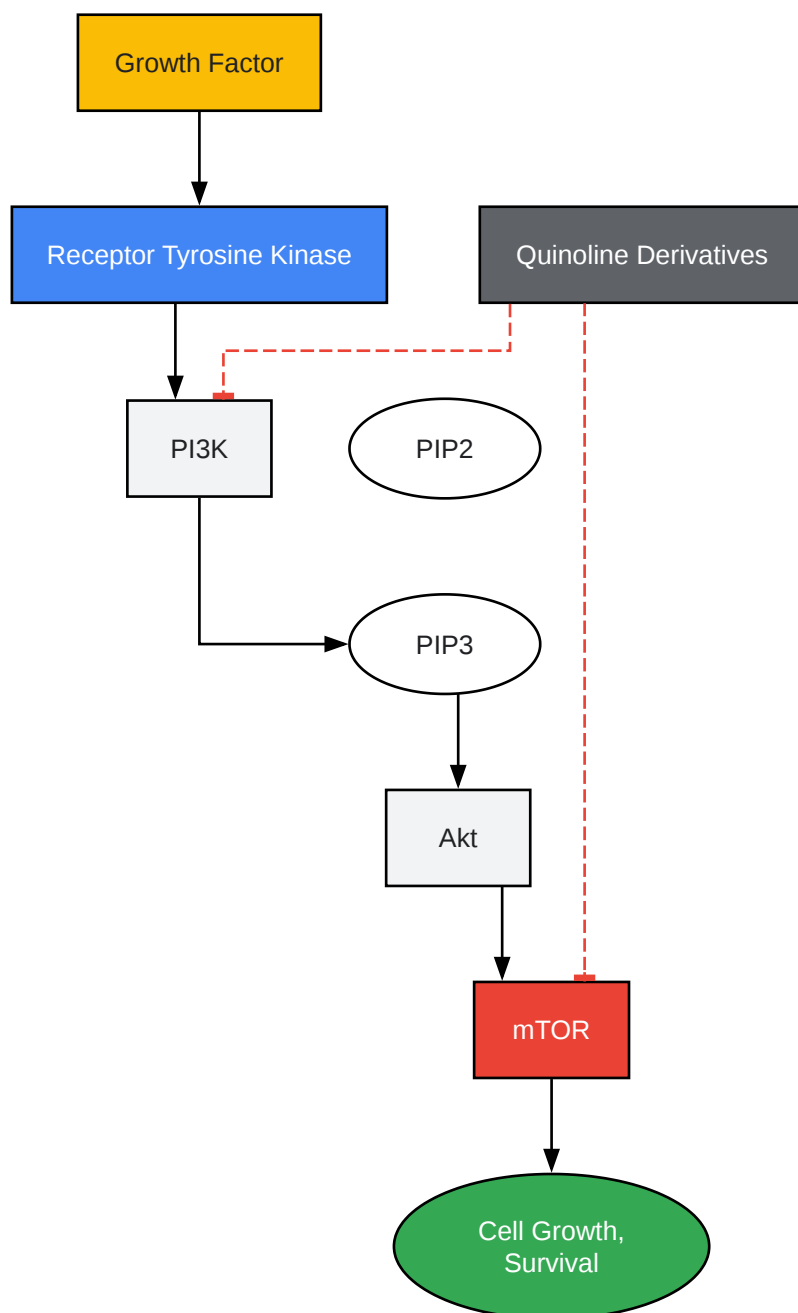 Growth Factor
Receptor Tyrosine Kinase
Quinoline Derivatives
PI3K
PIP2
PIP3
Akt
mTOR
Cell Growth,
Survival